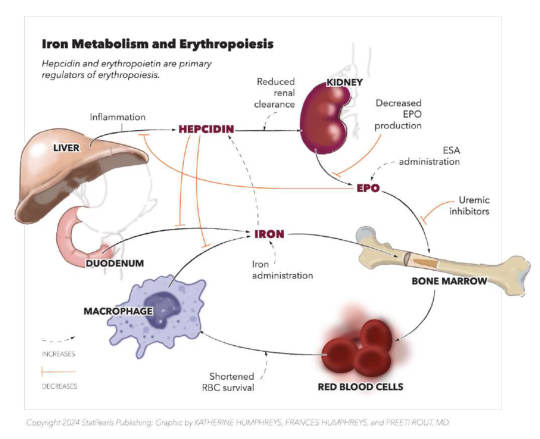 Iron Metabolism and Erythropoiesis
Hepcidin and erythropoietin are primary
regulators of erythropoiesis.
Reduced
renal
clearance
KIDNEY
Decreased
EPO
production
Inflammation
HEPCIDIN
LIVER
ESA
administration
EPO
Uremic
inhibitors
IRON
DUODENUM
Iron
administration
BONE MARROW
MACROPHAGE
INCREASES
DECREASES
Shortened
RBC survival
RED BLOOD CELLS
Copyright 2024 StatPearls Publishing; Graphic by KATHERINE HUMPHREYS, FRANCES HUMPHREYS, and PREETI ROUT, MD